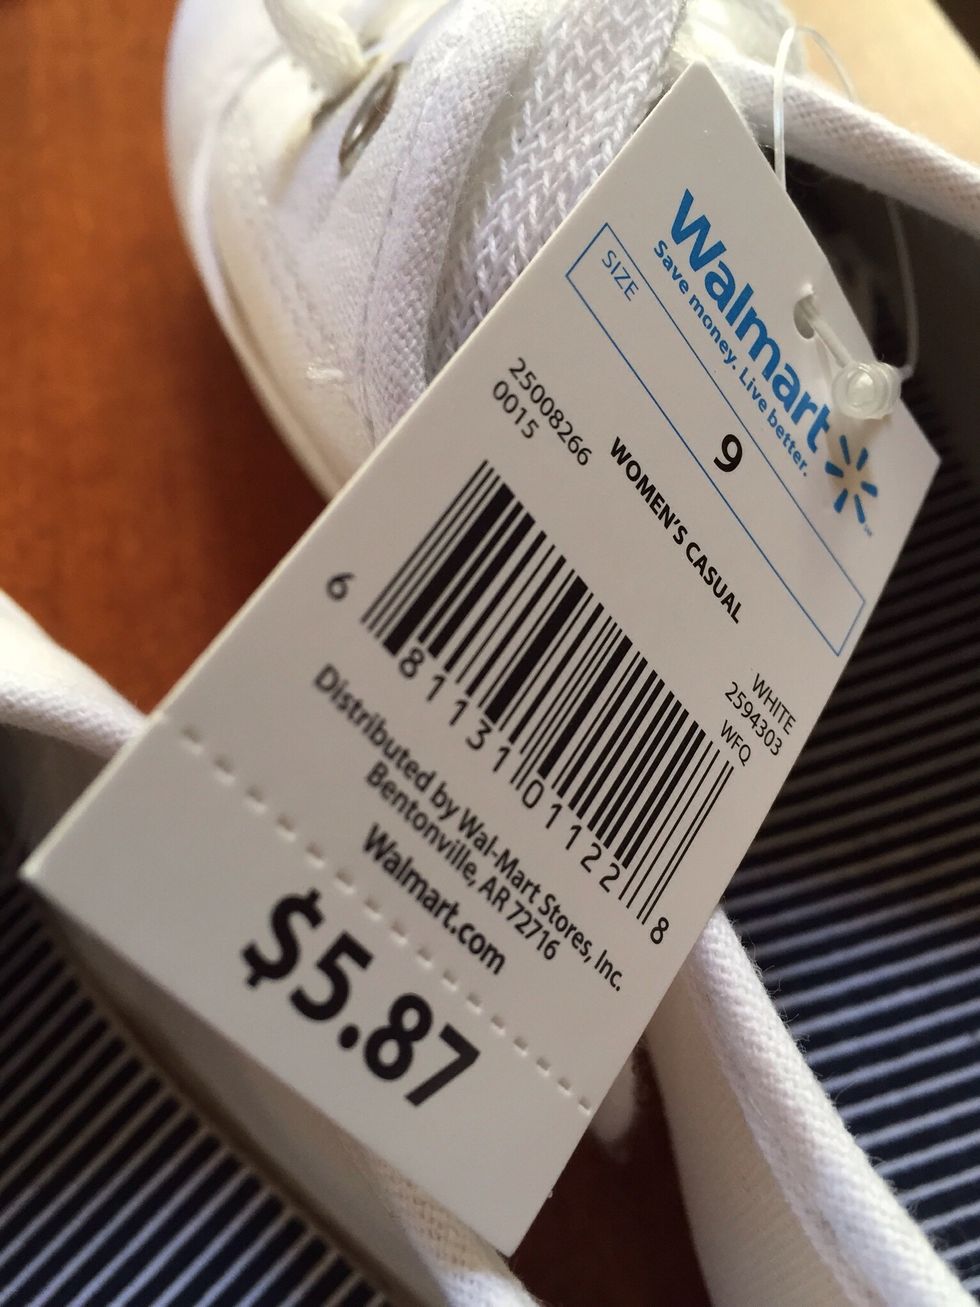 Walmart
Save money. Live better.
SIZE
9
WOMEN'S CASUAL
25008266
0015
WHITE
2594303
WFQ
6 81131 01122 8
Distributed by Wal-Mart Stores, Inc.
Bentonville, AR 72716
Walmart.com
$5.87